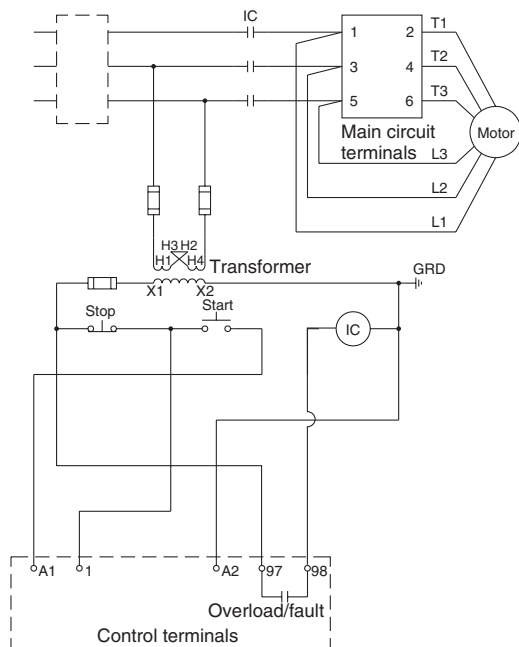 IC
1 2 T1
3 4 T2
5 6 T3
Main circuit
terminals
Motor
L3
L2
L1
H3 H2
H1 H4
Transformer
X1 X2
GRD
Stop
Start
IC
A1 1 A2 97 98
Overload/fault
Control terminals